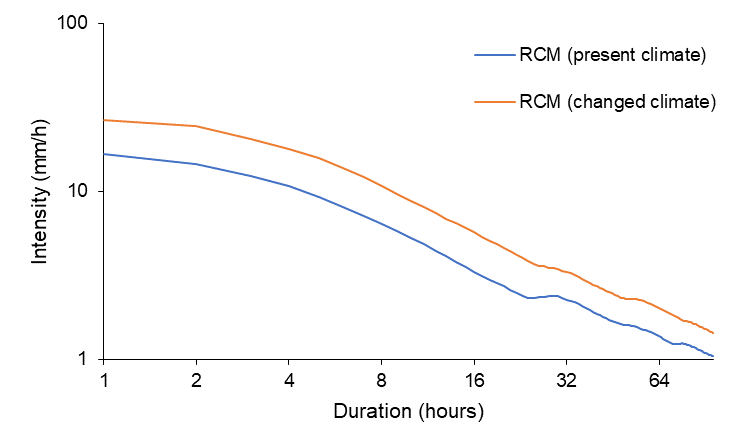 100
RCM (present climate)
RCM (changed climate)
Intensity (mm/h)
10
1
1 2 4 8 16 32 64
Duration (hours)